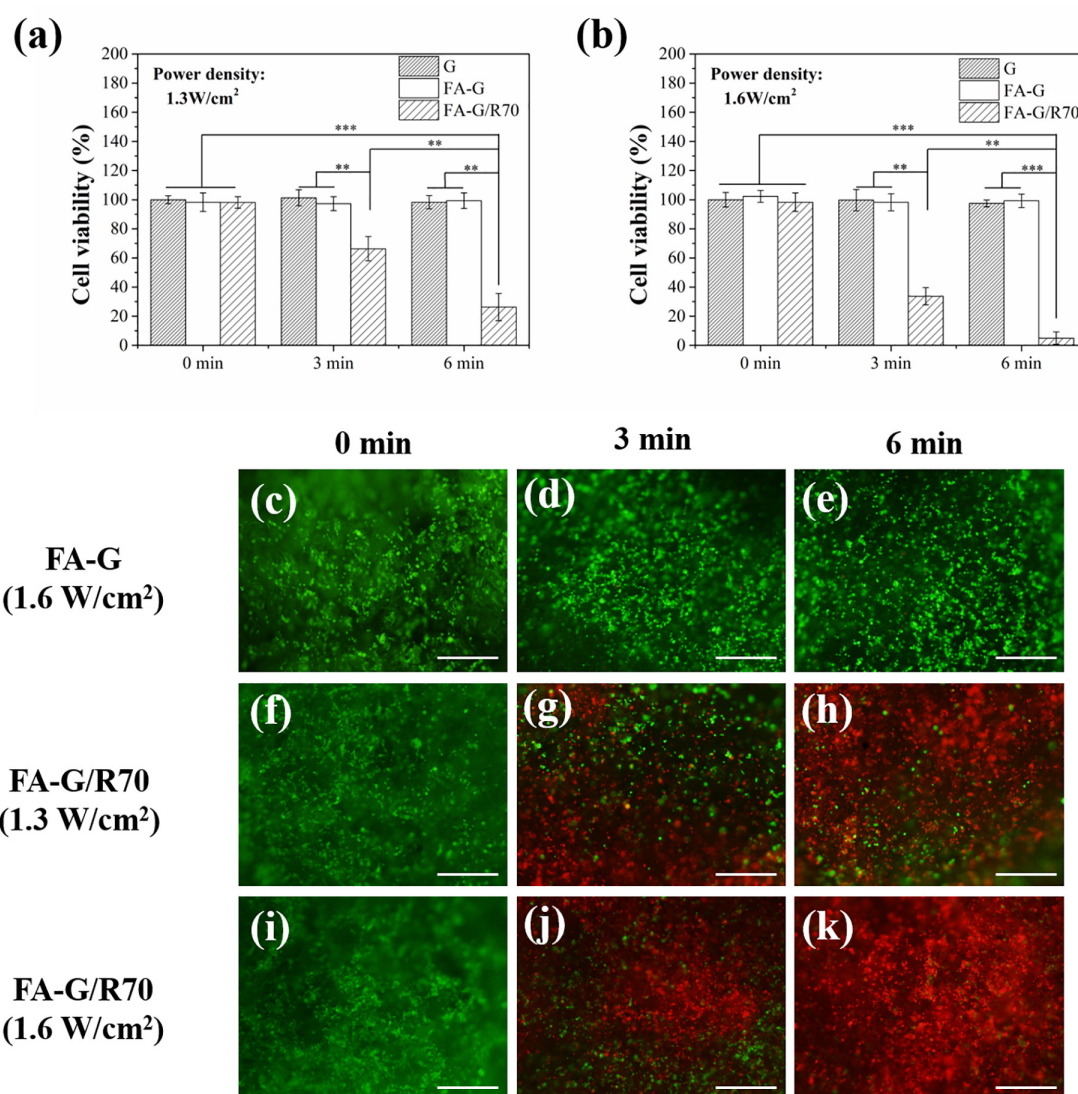 (a)
(b)
200
180
160
140
120
100
80
60
40
20
0
Cell viability (%)
Power density:
1.3W/cm²
G
FA-G
FA-G/R70
***
**
**
**
0 min
3 min
6 min
200
180
160
140
120
100
80
60
40
20
0
Cell viability (%)
Power density:
1.6W/cm²
G
FA-G
FA-G/R70
***
**
**
***
0 min
3 min
6 min
0 min
3 min
6 min
FA-G
(1.6 W/cm²)
(c)
(d)
(e)
FA-G/R70
(1.3 W/cm²)
(f)
(g)
(h)
FA-G/R70
(1.6 W/cm²)
(i)
(j)
(k)